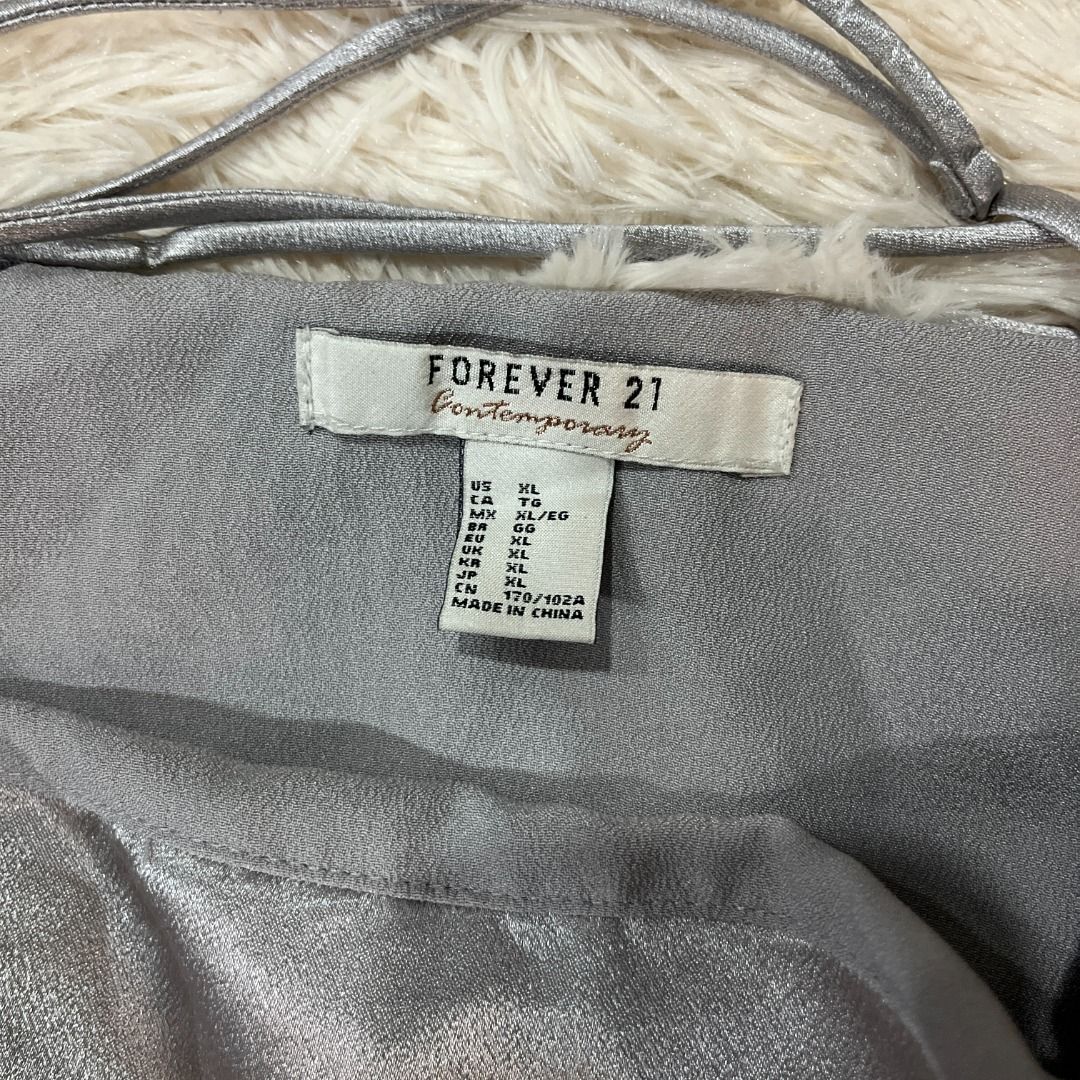 FOREVER 21
Contemporary
US XL
CA TG
MX XL/EG
BR GG
EU XL
UK XL
KR XL
JP XL
CN 170/102A
MADE IN CHINA